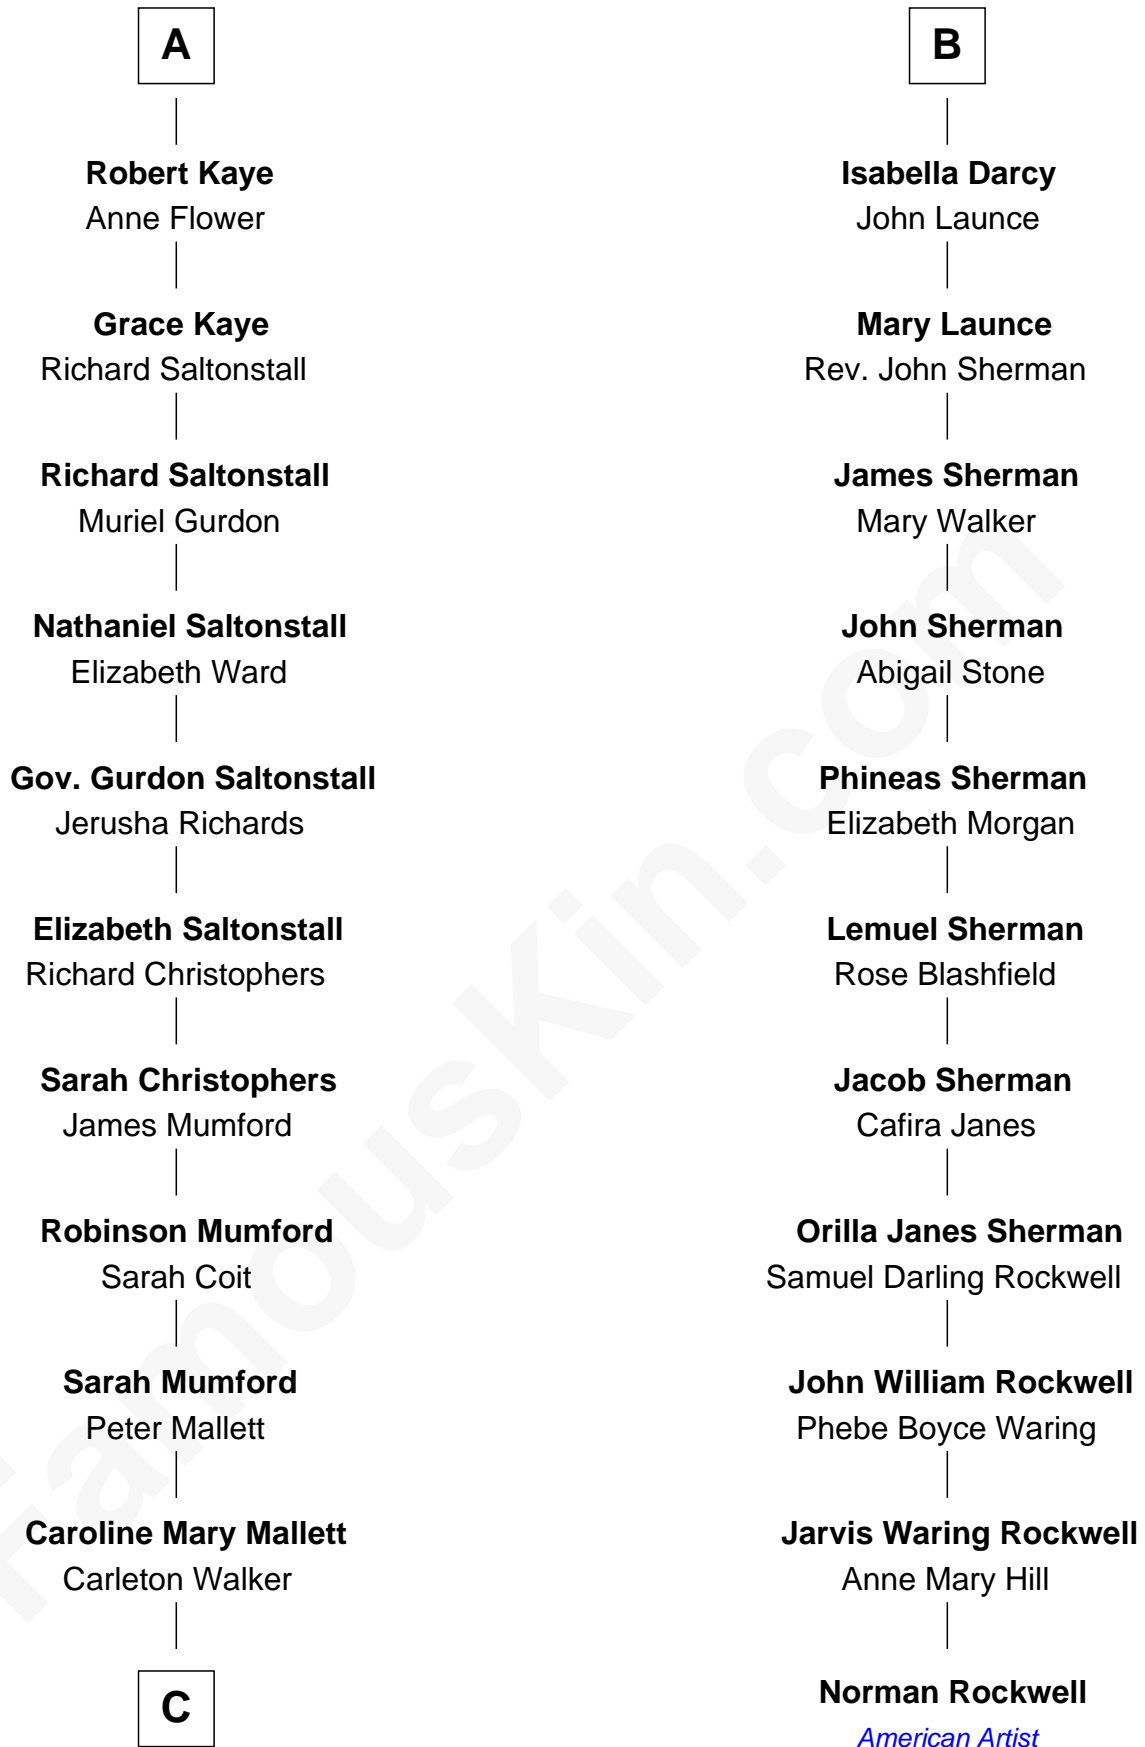 A
Robert Kaye
Anne Flower
Grace Kaye
Richard Saltonstall
Richard Saltonstall
Muriel Gurdon
Nathaniel Saltonstall
Elizabeth Ward
Gov. Gurdon Saltonstall
Jerusha Richards
Elizabeth Saltonstall
Richard Christophers
Sarah Christophers
James Mumford
Robinson Mumford
Sarah Coit
Sarah Mumford
Peter Mallett
Caroline Mary Mallett
Carleton Walker
C
B
Isabella Darcy
John Launce
Mary Launce
Rev. John Sherman
James Sherman
Mary Walker
John Sherman
Abigail Stone
Phineas Sherman
Elizabeth Morgan
Lemuel Sherman
Rose Blashfield
Jacob Sherman
Cafira Janes
Orilla Janes Sherman
Samuel Darling Rockwell
John William Rockwell
Phebe Boyce Waring
Jarvis Waring Rockwell
Anne Mary Hill
Norman Rockwell
American Artist
FamousKin.com